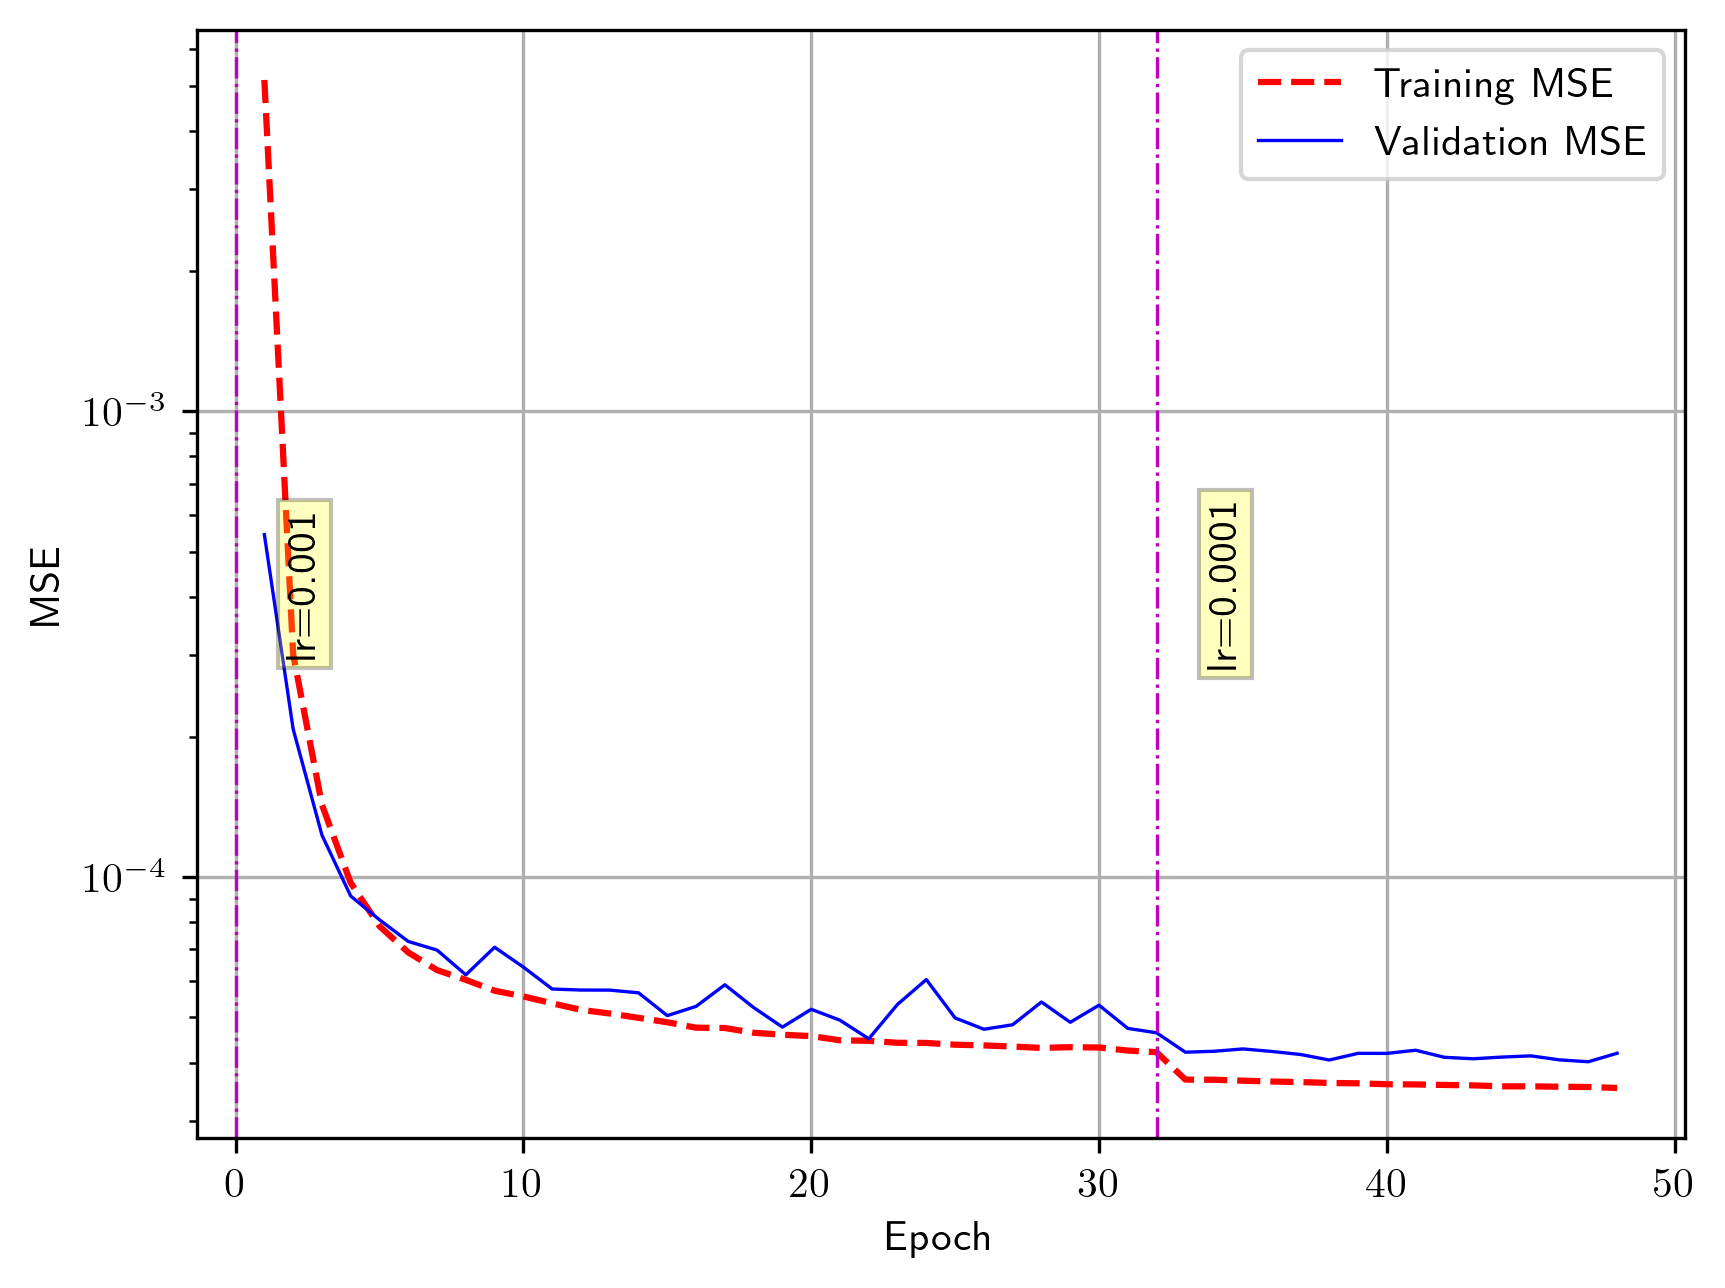 Training MSE
Validation MSE
10⁻³
10⁻⁴
MSE
lr=0.001
lr=0.0001
0 10 20 30 40 50
Epoch